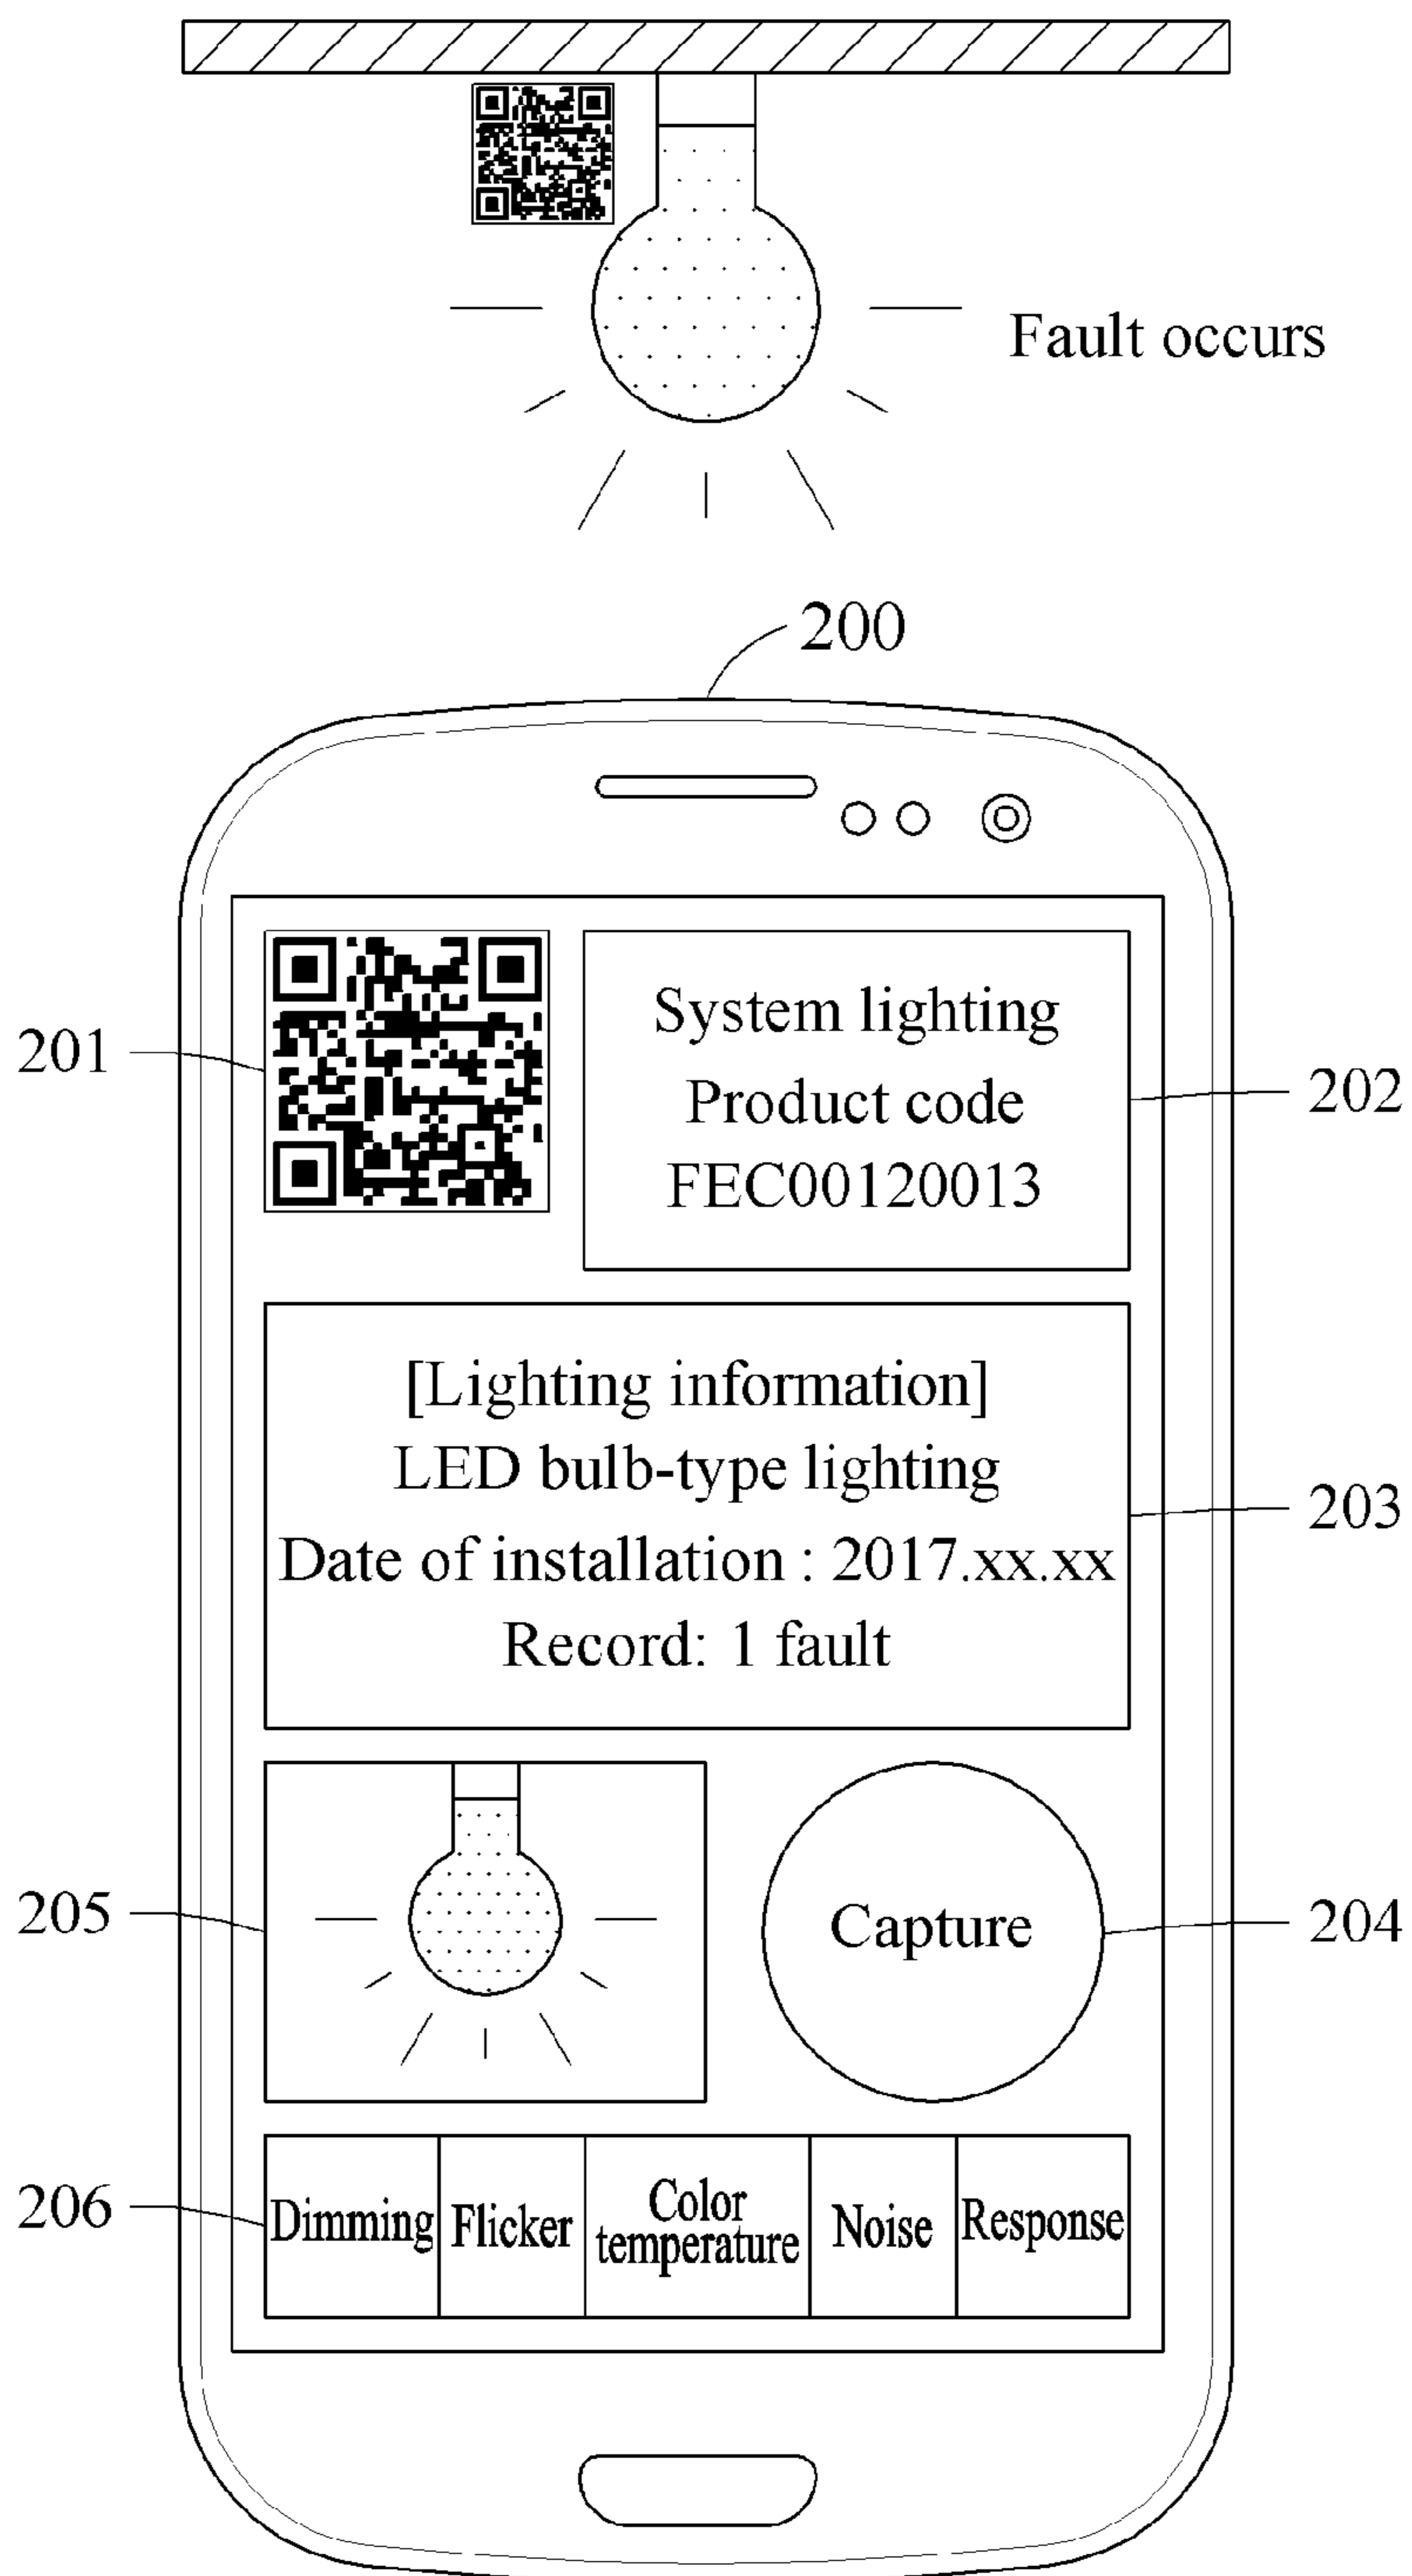 Fault occurs
200
201
System lighting
Product code
FEC00120013
202
[Lighting information]
LED bulb-type lighting
Date of installation : 2017.xx.xx
Record: 1 fault
203
205
Capture
204
206
Dimming
Flicker
Color
temperature
Noise
Response